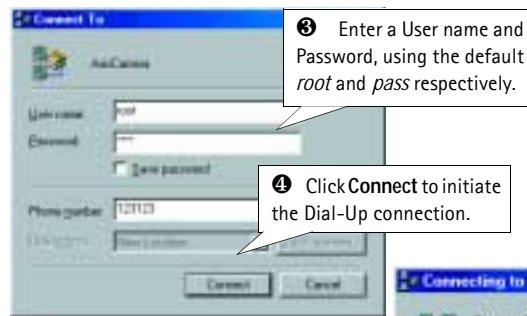 Connect To
❸ Enter a User name and
Password, using the default
root and pass respectively.
AxisCamera
User name:
root
Password:
****
Save password
❹ Click Connect to initiate
the Dial-Up connection.
Phone number:
123123
New Location
Connect
Cancel
Connecting to